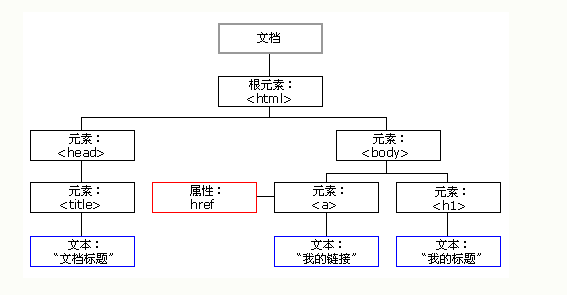 文档
根元素：
<html>
元素：
<head>
元素：
<body>
元素：
<title>
属性：
href
元素：
<a>
元素：
<h1>
文本：
“文档标题”
文本：
“我的链接”
文本：
“我的标题”